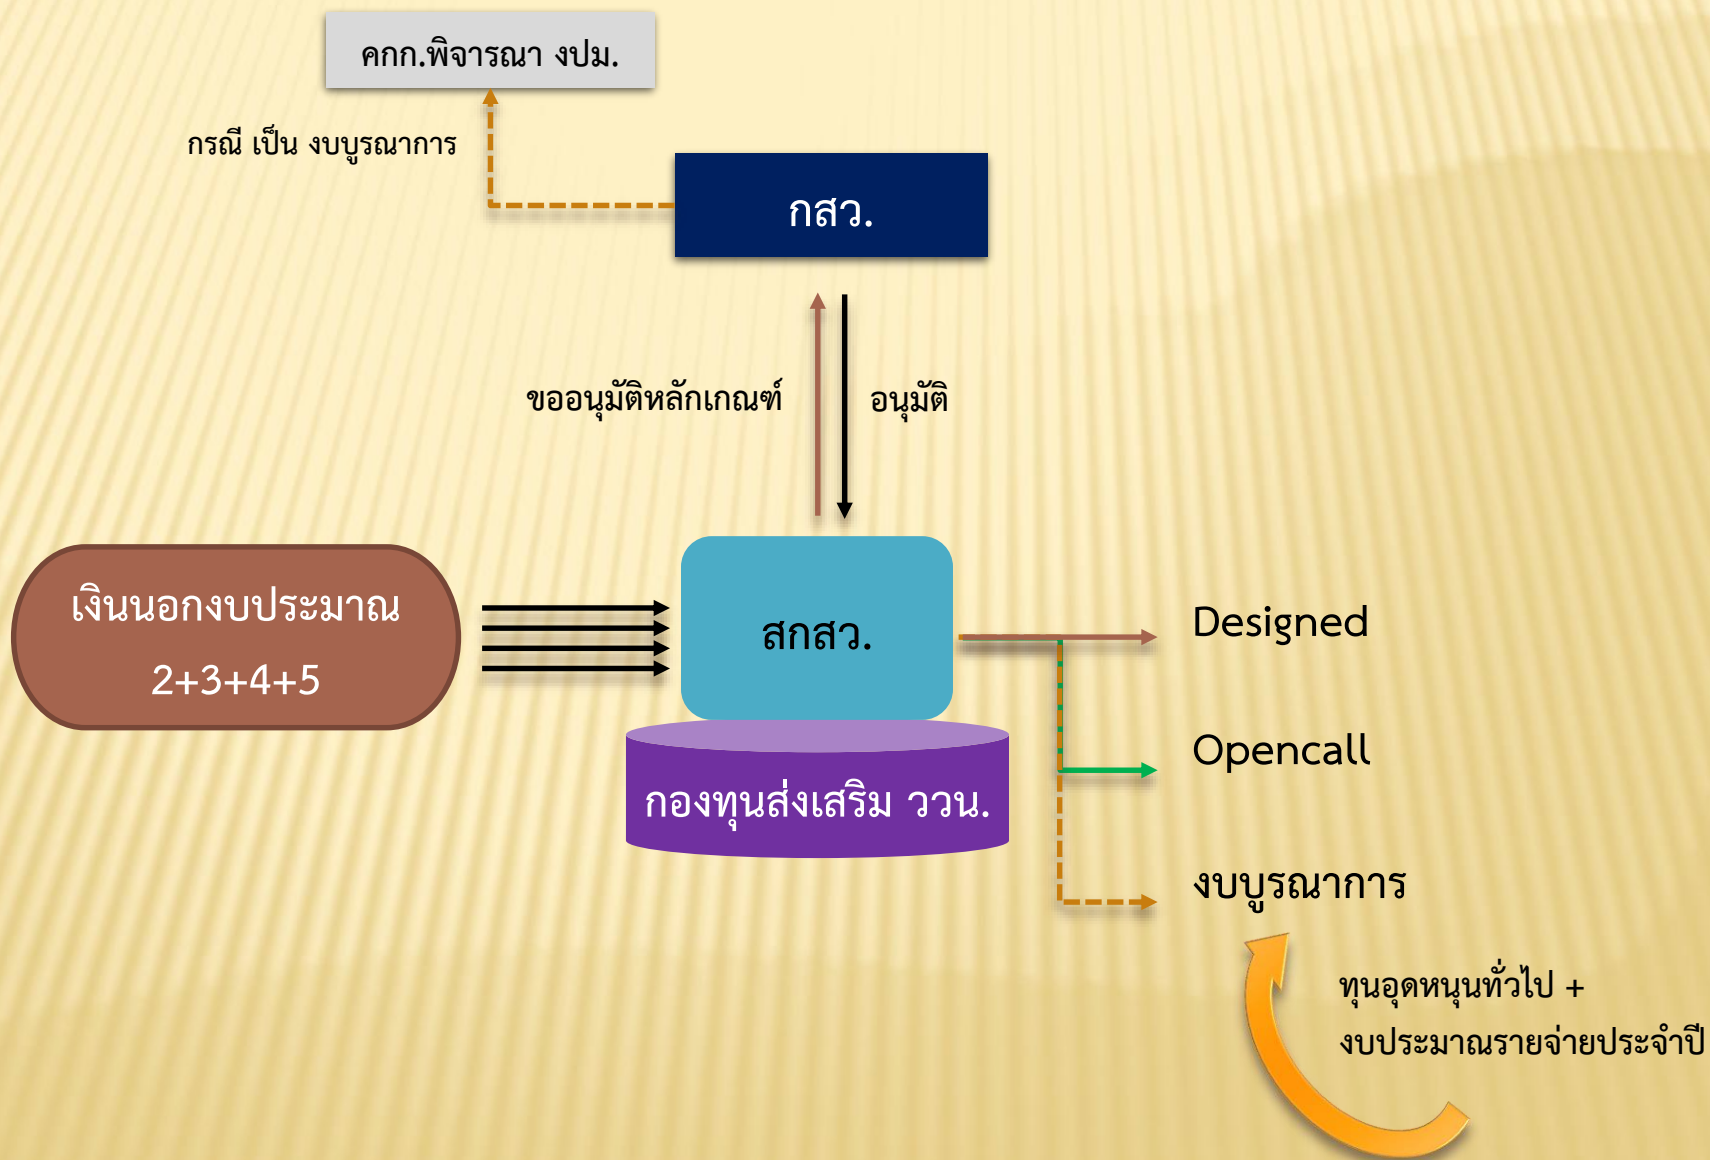 คกก.พิจารณา งปม.
กรณี เป็น งบบูรณาการ
กสว.
ขออนุมัติหลักเกณฑ์
อนุมัติ
เงินนอกงบประมาณ
2+3+4+5
สกสว.
กองทุนส่งเสริม ววน.
Designed
Opencall
งบบูรณาการ
ทุนอุดหนุนทั่วไป +
งบประมาณรายจ่ายประจำปี